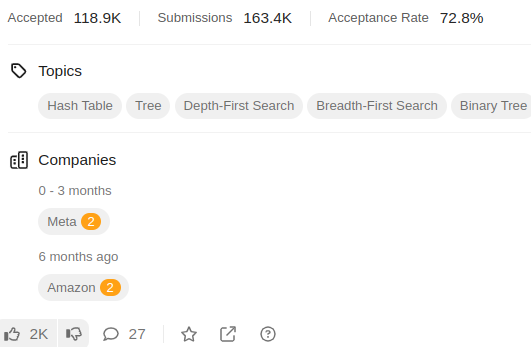 Accepted 118.9K Submissions 163.4K Acceptance Rate 72.8%
Topics
Hash Table Tree Depth-First Search Breadth-First Search Binary Tree
Companies
0 - 3 months
Meta 2
6 months ago
Amazon 2
2K 27